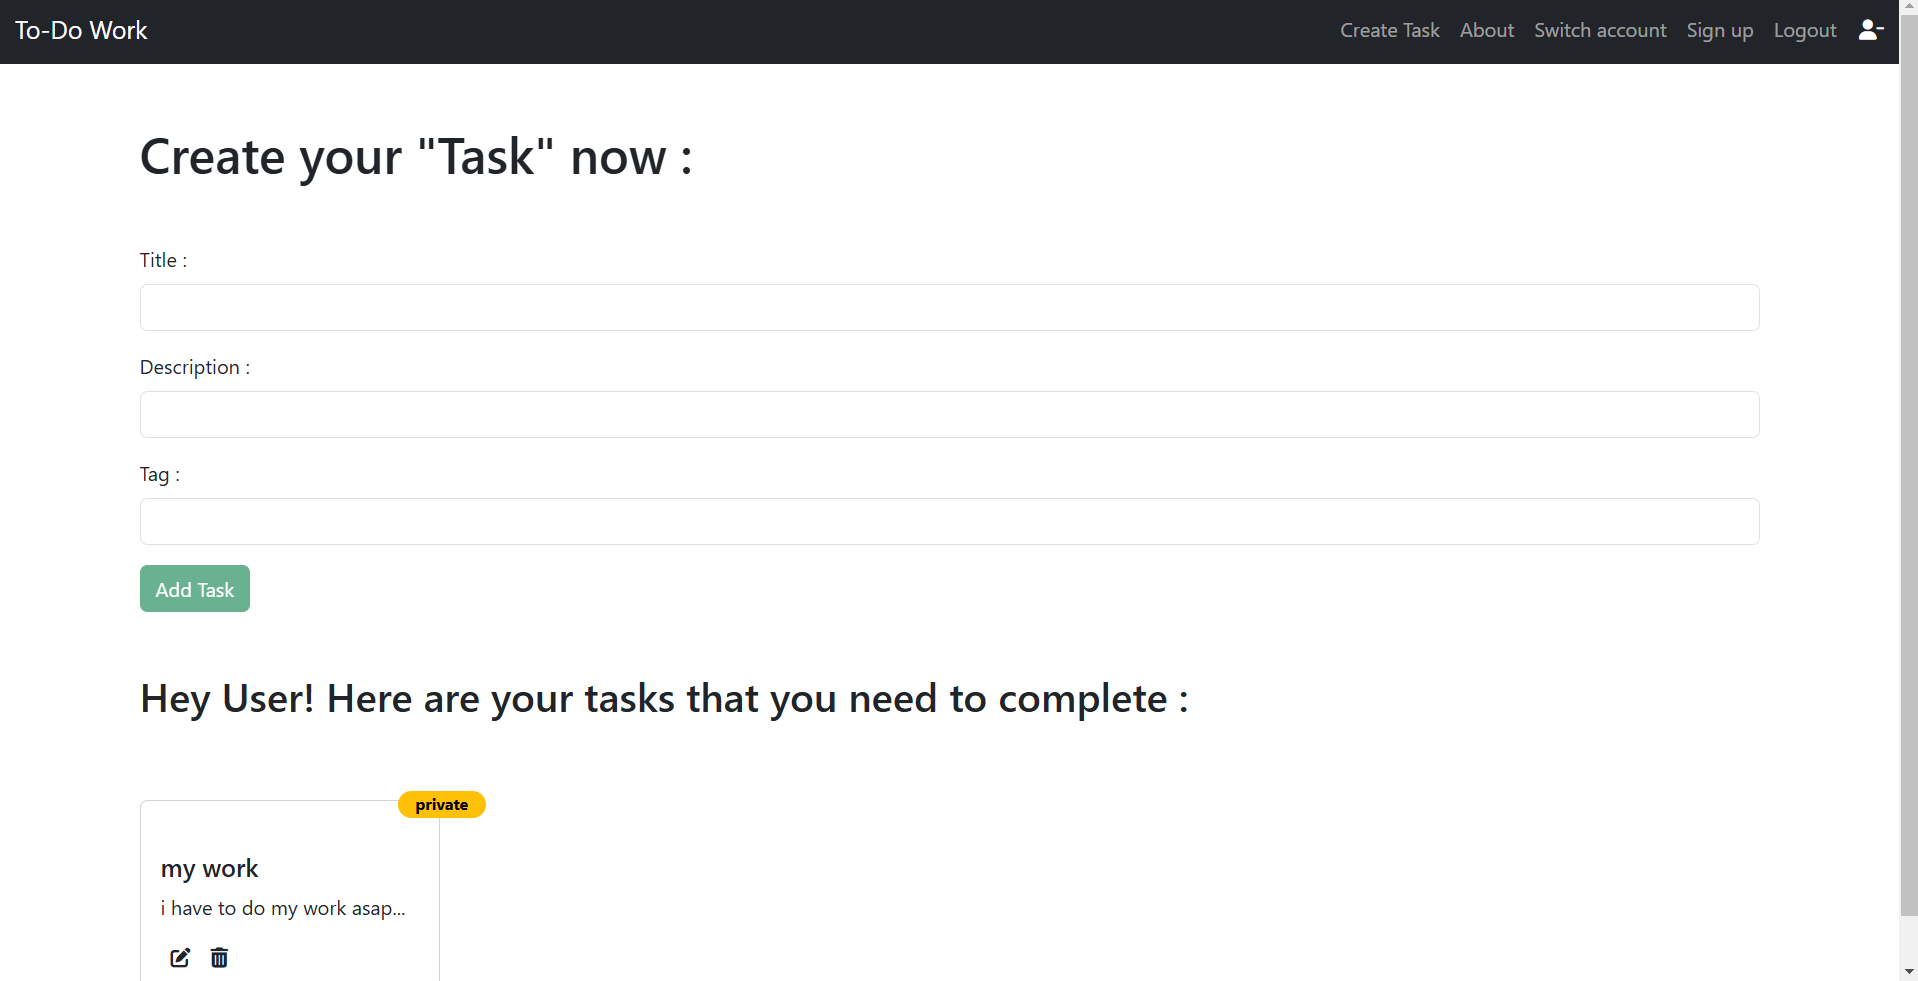 To-Do Work
Create Task About Switch account Sign up Logout
Create your "Task" now :
Title :
Description :
Tag :
Add Task
Hey User! Here are your tasks that you need to complete :
private
my work
i have to do my work asap...